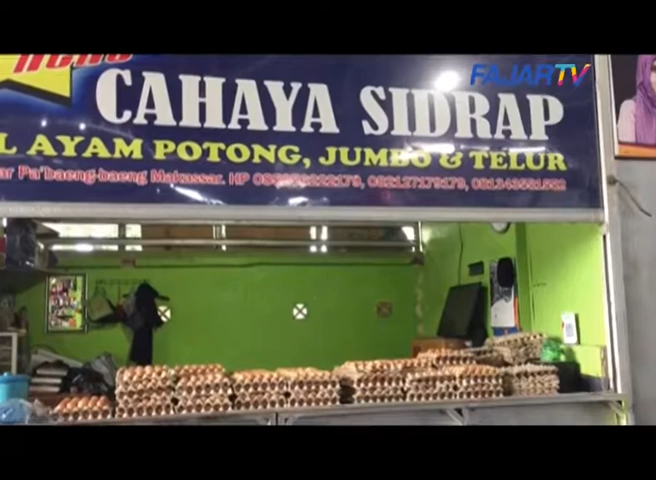 FAJAR TV
CAHAYA SIDRAP
AYAM POTONG, JUMBO & TELUR
Pa'baeng-baeng Makassar. HP